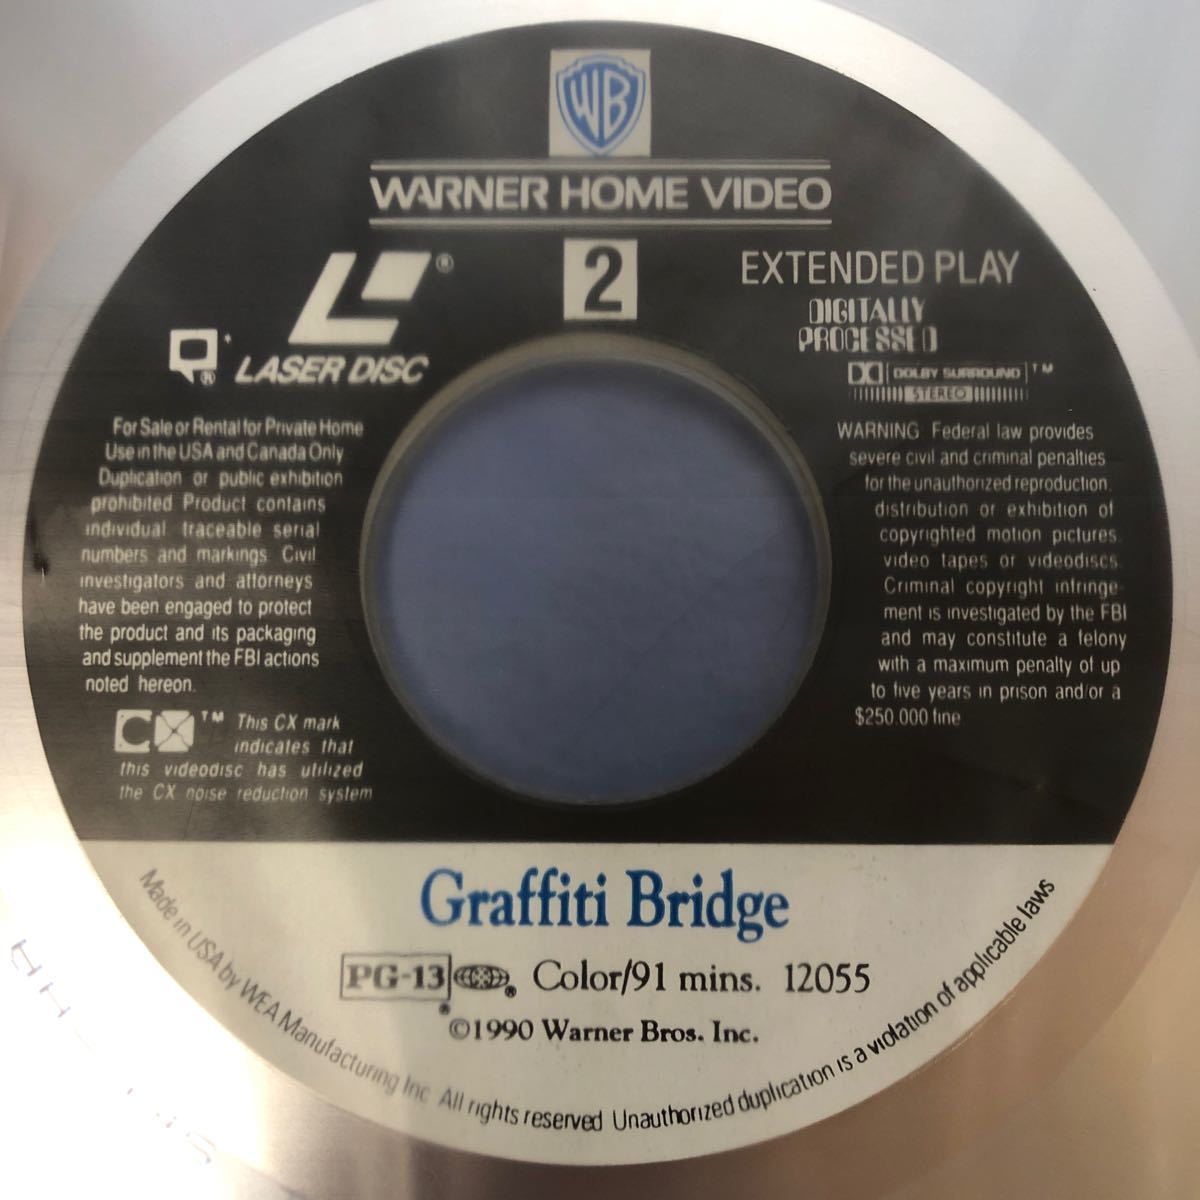 WB
WARNER HOME VIDEO
2
EXTENDED PLAY
DIGITALLY
PROCESSED
DOLBY SURROUND ™
STEREO
®
®
LASER DISC
For Sale or Rental for Private Home
Use in the USA and Canada Only
Duplication or public exhibition
prohibited Product contains
individual traceable serial
numbers and markings. Civil
investigators and attorneys
have been engaged to protect
the product and its packaging
and supplement the FBI actions
noted hereon.
CX ™ This CX mark
indicates that
this videodisc has utilized
the CX noise reduction system
WARNING Federal law provides
severe civil and criminal penalties
for the unauthorized reproduction,
distribution or exhibition of
copyrighted motion pictures,
video tapes or videodiscs.
Criminal copyright infringe-
ment is investigated by the FBI
and may constitute a felony
with a maximum penalty of up
to five years in prison and/or a
$250.000 fine
Graffiti Bridge
PG-13 ® ® Color/91 mins. 12055
©1990 Warner Bros. Inc.
Made in USA by WEA Manufacturing Inc All rights reserved Unauthorized duplication is a violation of applicable laws